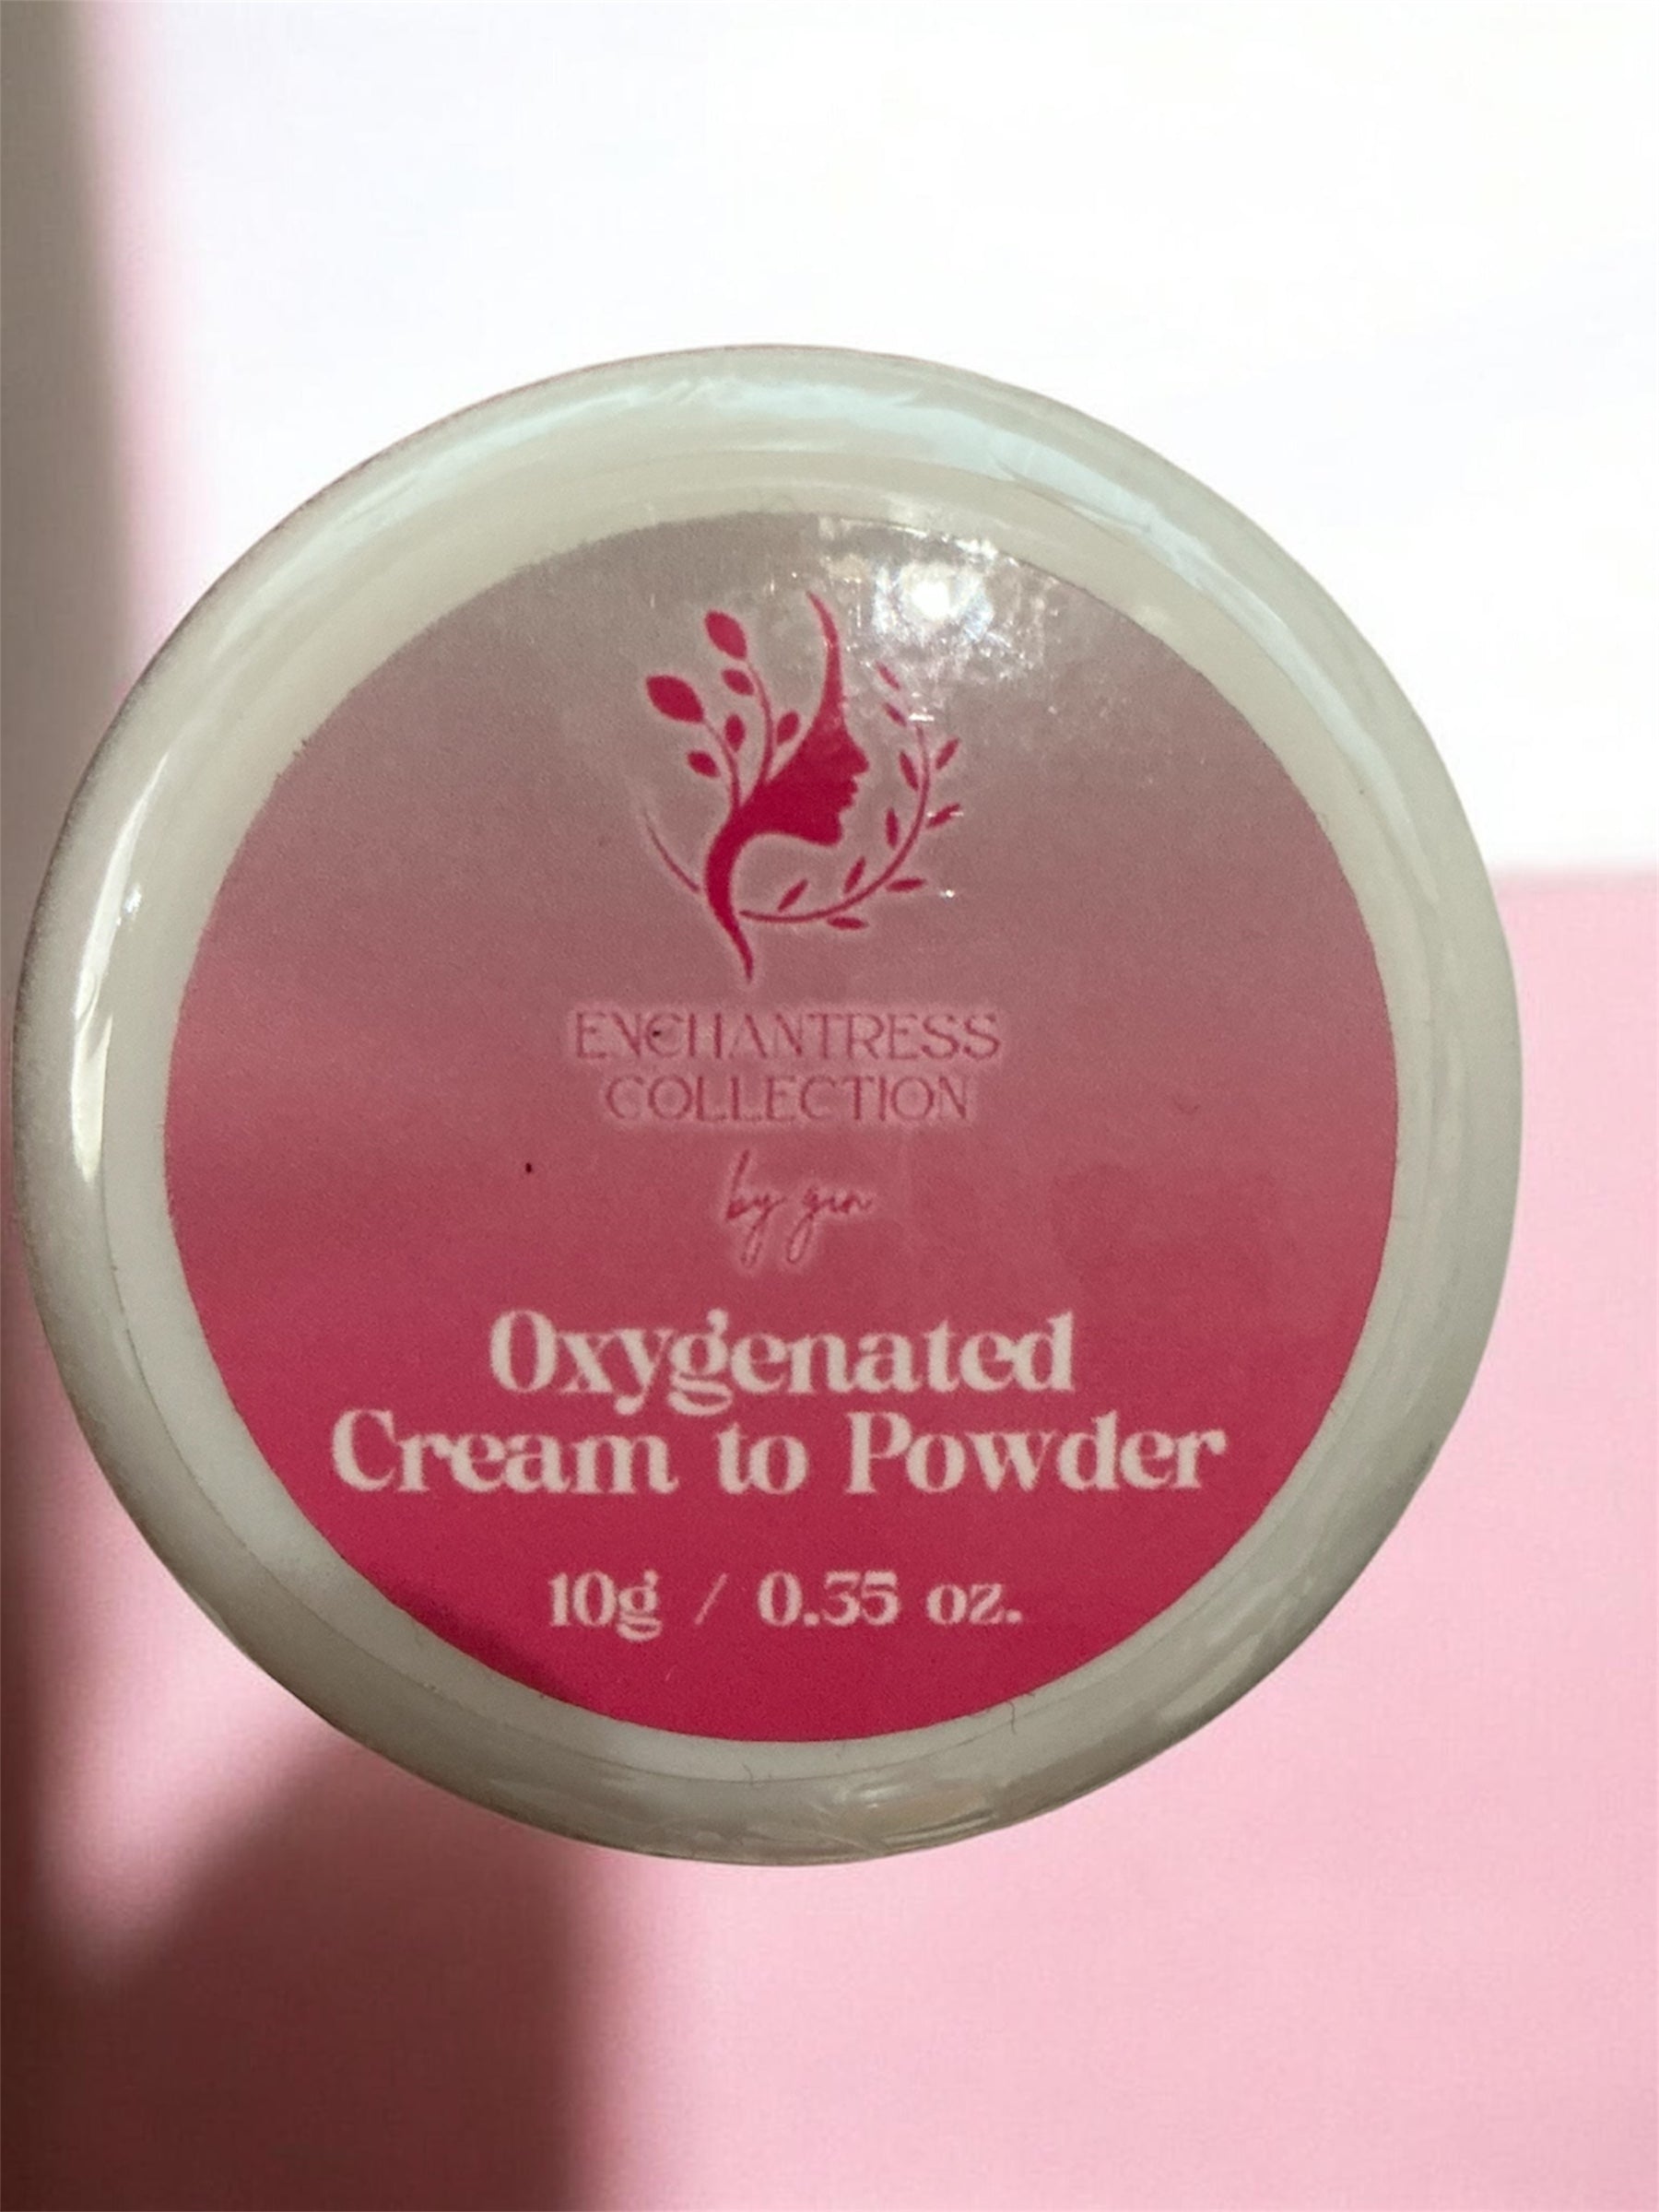 ENCHANTRESS
COLLECTION
by gin
Oxygenated
Cream to Powder
10g / 0.35 oz.